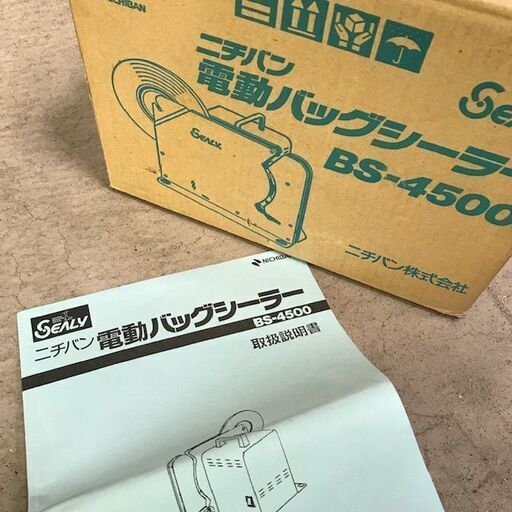 NICHIBAN
ニチバン
電動バッグシーラー
SEALY
BS-4500
ニチバン株式会社
NICHIBAN
SEALY
ニチバン 電動バッグシーラー
BS-4500
取扱説明書